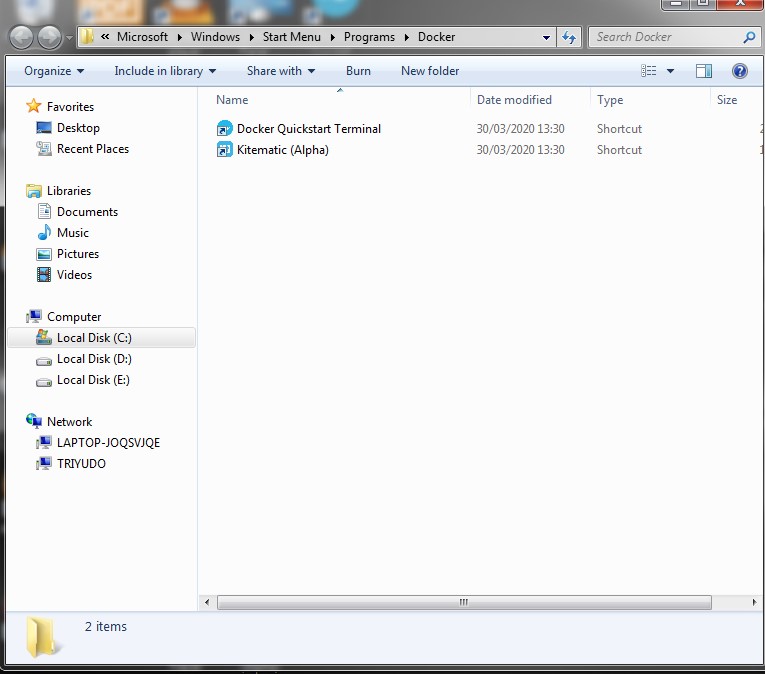 « Microsoft ▸ Windows ▸ Start Menu ▸ Programs ▸ Docker
Search Docker
Organize Include in library Share with Burn New folder
Name Date modified Type Size
Docker Quickstart Terminal 30/03/2020 13:30 Shortcut
Kitematic (Alpha) 30/03/2020 13:30 Shortcut
Favorites
Desktop
Recent Places
Libraries
Documents
Music
Pictures
Videos
Computer
Local Disk (C:)
Local Disk (D:)
Local Disk (E:)
Network
LAPTOP-JOQSVJQE
TRIYUDO
2 items